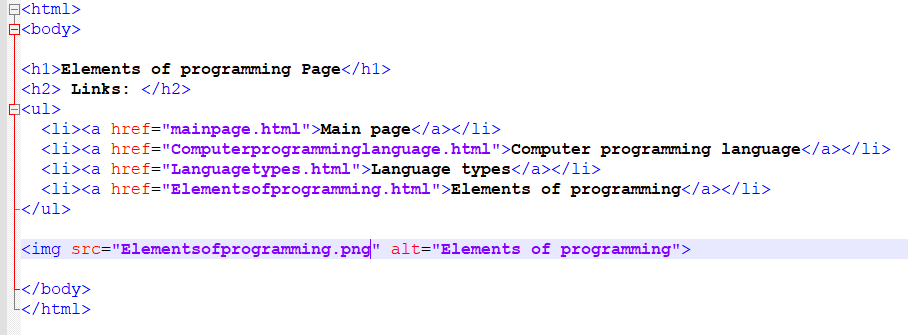 <html>
<body>
<h1>Elements of programming Page</h1>
<h2> Links: </h2>
<ul>
<li><a href="mainpage.html">Main page</a></li>
<li><a href="Computerprogramminglanguage.html">Computer programming language</a></li>
<li><a href="Languagetypes.html">Language types</a></li>
<li><a href="Elementsofprogramming.html">Elements of programming</a></li>
</ul>
<img src="Elementsofprogramming.png" alt="Elements of programming">
</body>
</html>